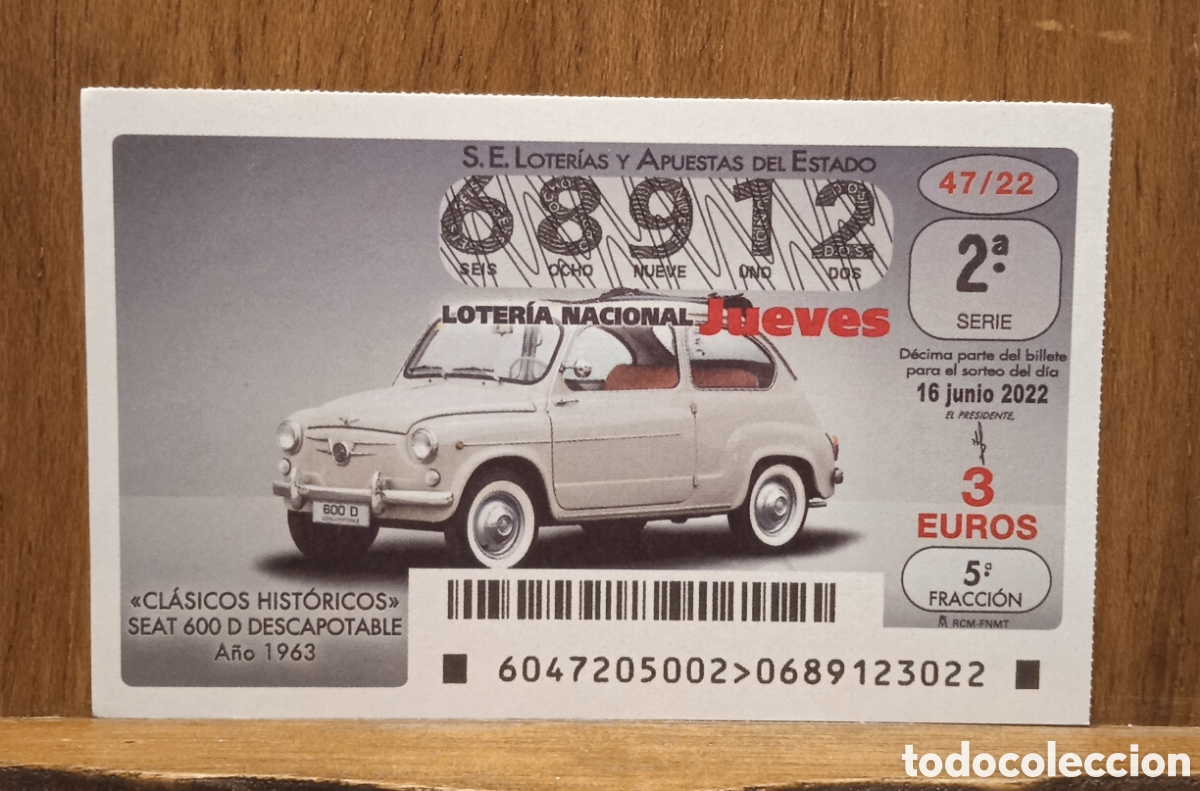 S. E. LOTERÍAS Y APUESTAS DEL ESTADO
47/22
68912
SEIS OCHO NUEVE UNO DOS
2ª
SERIE
LOTERÍA NACIONAL Jueves
Décima parte del billete
para el sorteo del día
16 junio 2022
EL PRESIDENTE,
3
EUROS
5ª
FRACCIÓN
RCM-FNMT
600 D
DESCAPOTABLE
«CLÁSICOS HISTÓRICOS»
SEAT 600 D DESCAPOTABLE
Año 1963
6047205002>0689123022
todocoleccion